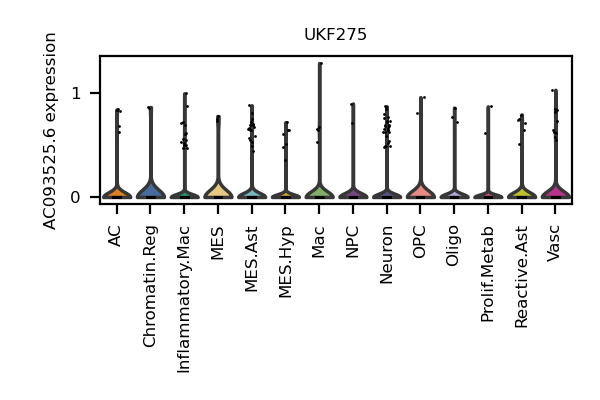 UKF275
AC093525.6 expression
1
0
AC
Chromatin.Reg
Inflammatory.Mac
MES
MES.Ast
MES.Hyp
Mac
NPC
Neuron
OPC
Oligo
Prolif.Metab
Reactive.Ast
Vasc